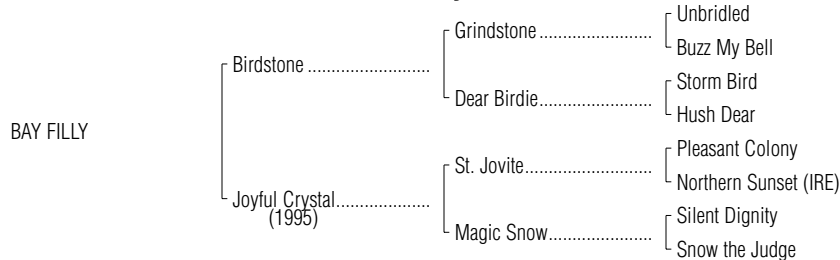 Unbridled
Grindstone
Buzz My Bell
Birdstone
Storm Bird
Dear Birdie
Hush Dear
BAY FILLY
Pleasant Colony
St. Jovite
Northern Sunset (IRE)
Joyful Crystal
(1995)
Silent Dignity
Magic Snow
Snow the Judge